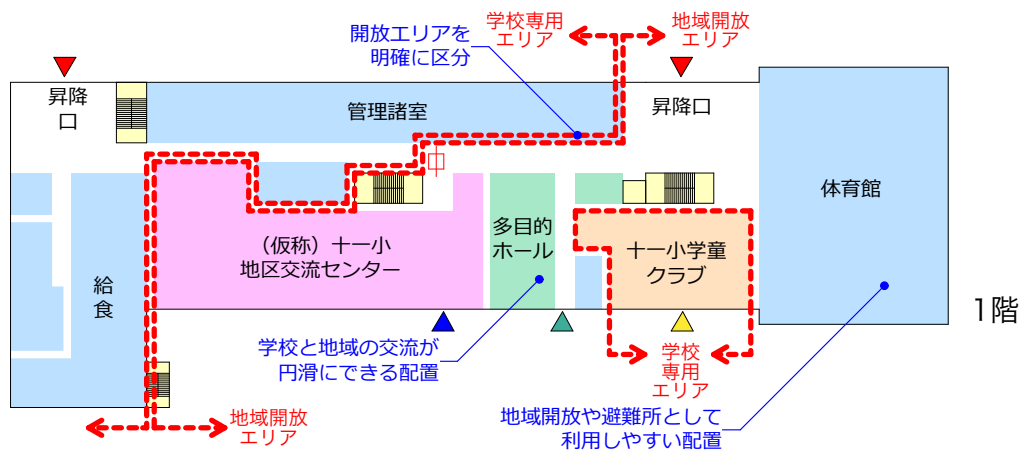 開放エリアを
明確に区分
学校専用
エリア
地域開放
エリア
昇降
口
管理諸室
昇降口
体育館
(仮称)十一小
地区交流センター
多目的
ホール
十一小学童
クラブ
給
食
1階
学校と地域の交流が
円滑にできる配置
学校
専用
エリア
地域開放
エリア
地域開放や避難所として
利用しやすい配置